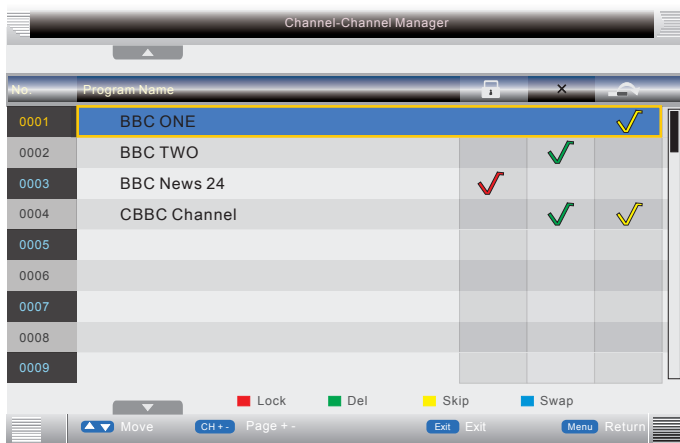 Channel-Channel Manager
No. Program Name
0001 BBC ONE
0002 BBC TWO
0003 BBC News 24
0004 CBBC Channel
0005
0006
0007
0008
0009
Lock Del Skip Swap
Move CH + - Page + - Exit Exit Menu Return